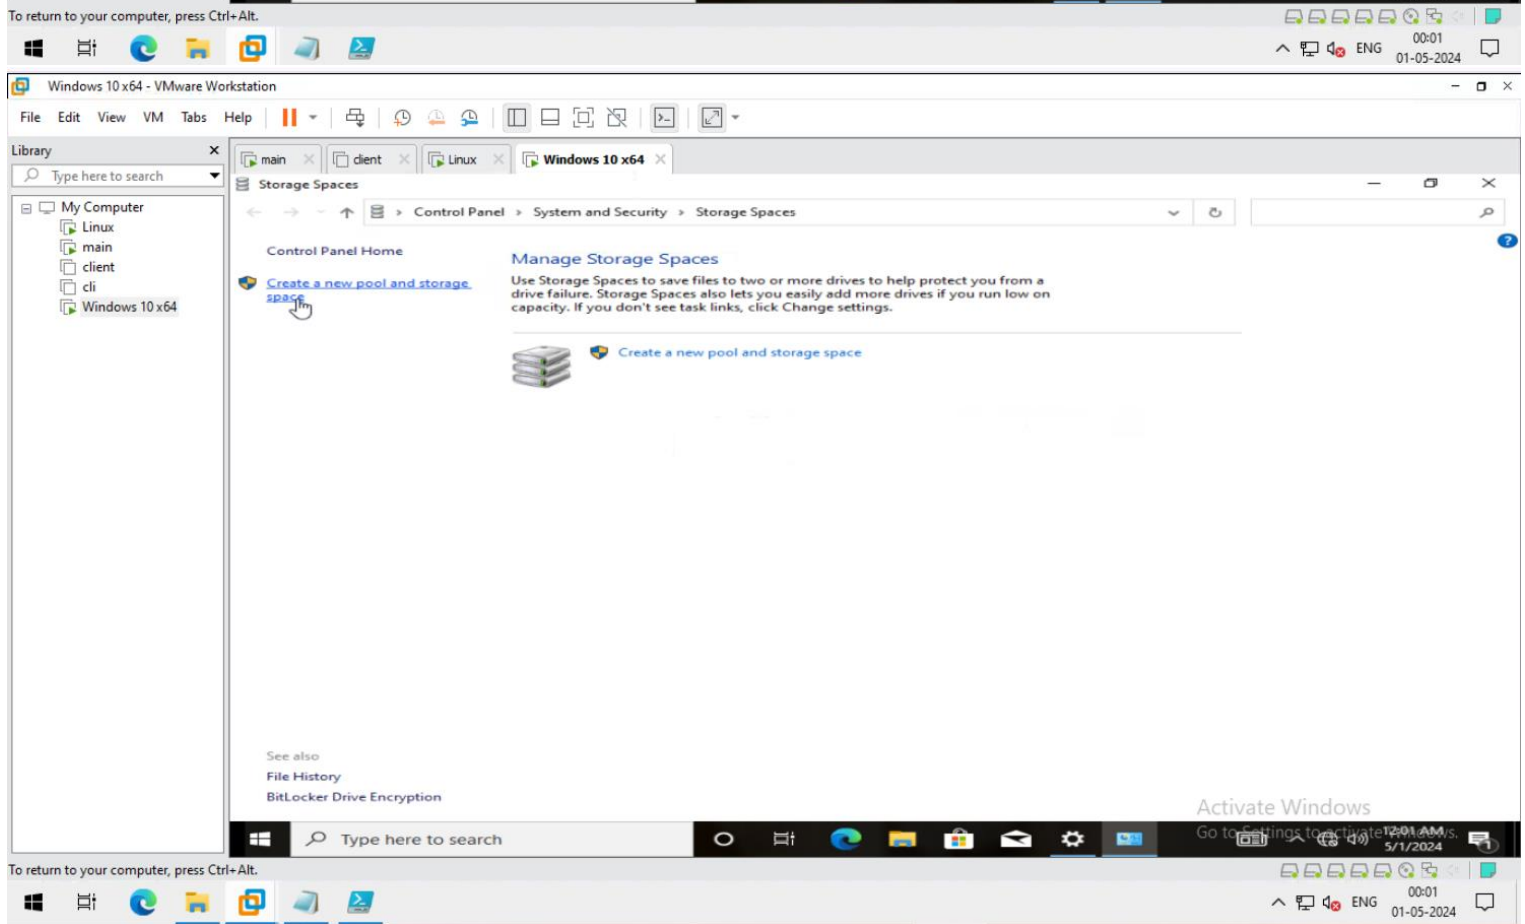 To return to your computer, press Ctrl+Alt.
ENG
00:01
01-05-2024
Windows 10 x64 - VMware Workstation
File Edit View VM Tabs Help
Library
Type here to search
My Computer
Linux
main
client
cli
Windows 10 x64
main
client
Linux
Windows 10 x64
Storage Spaces
Control Panel > System and Security > Storage Spaces
Control Panel Home
Create a new pool and storage
space
Manage Storage Spaces
Use Storage Spaces to save files to two or more drives to help protect you from a
drive failure. Storage Spaces also lets you easily add more drives if you run low on
capacity. If you don't see task links, click Change settings.
Create a new pool and storage space
See also
File History
BitLocker Drive Encryption
Activate Windows
Go to Settings to activate Windows.
Type here to search
12:01 AM
5/1/2024
To return to your computer, press Ctrl+Alt.
ENG
00:01
01-05-2024